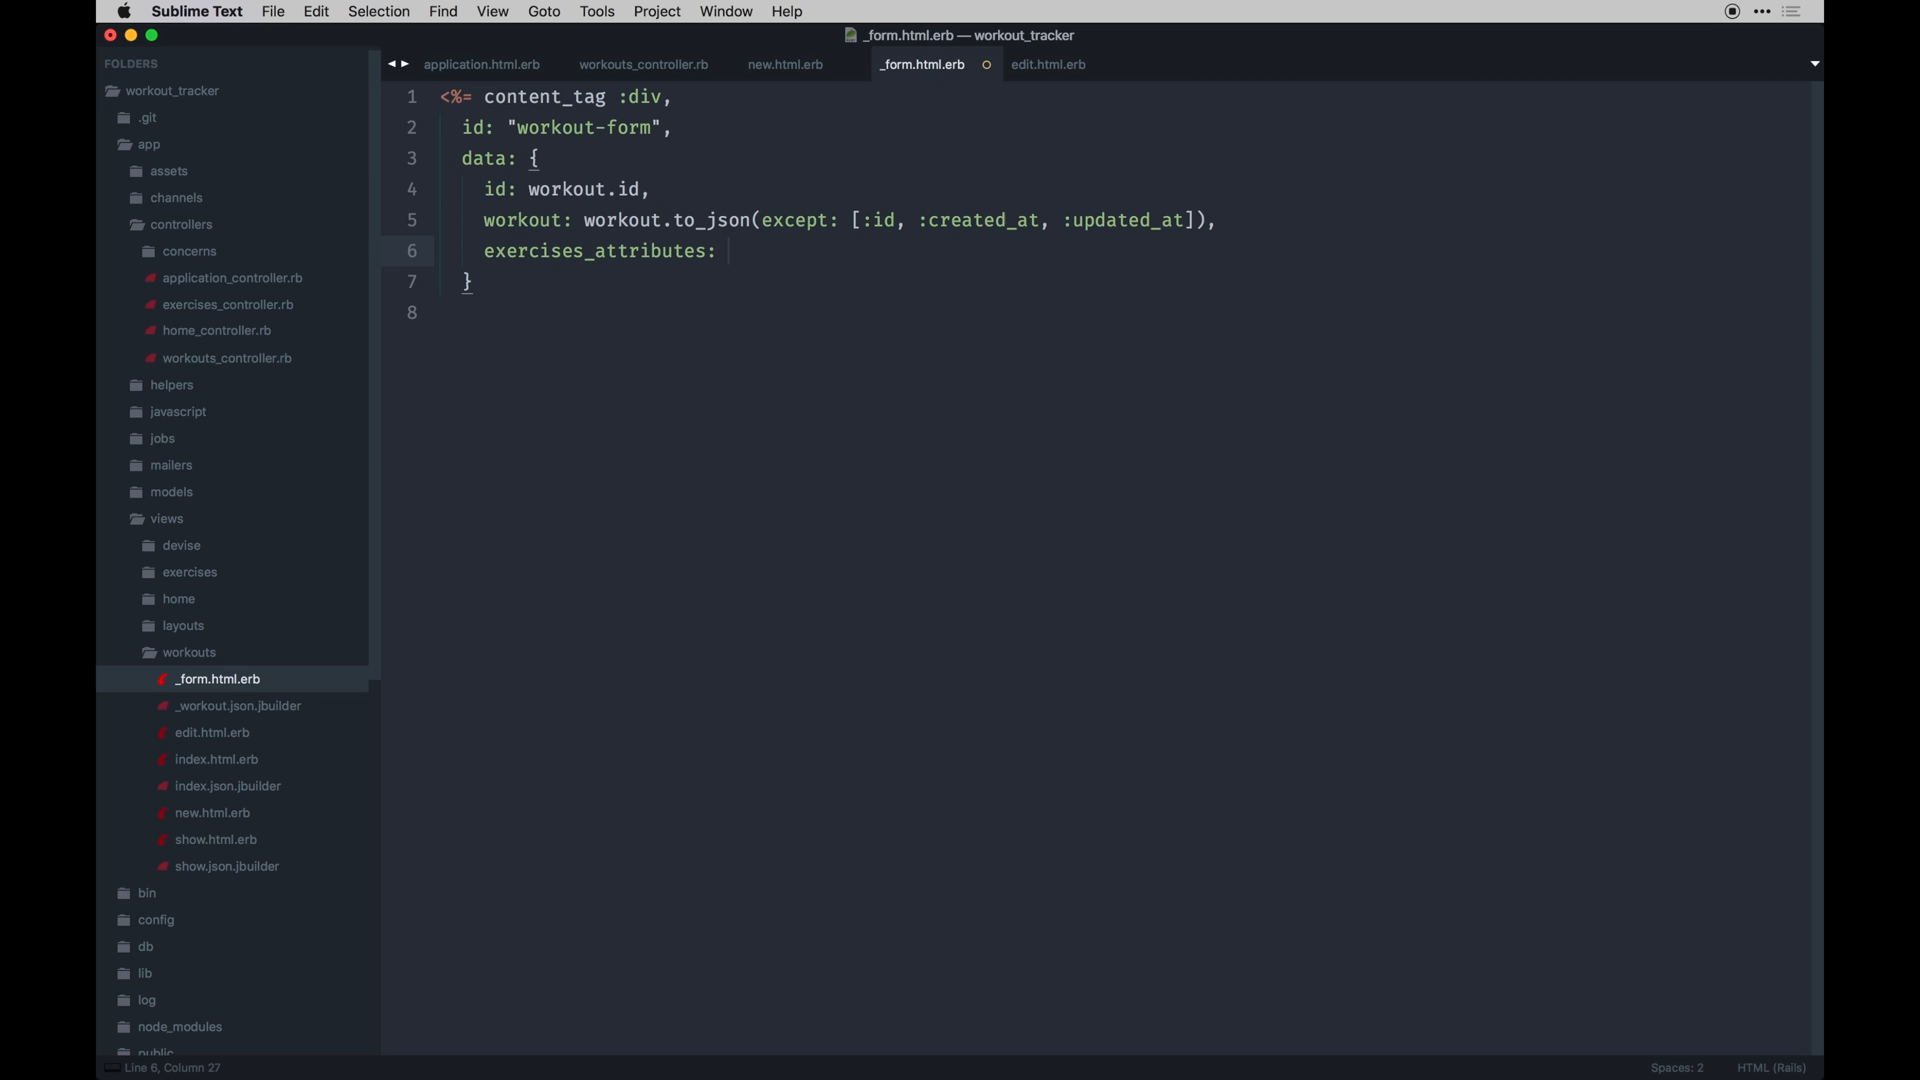 Sublime Text File Edit Selection Find View Goto Tools Project Window Help
_form.html.erb — workout_tracker
FOLDERS
workout_tracker
.git
app
assets
channels
controllers
concerns
application_controller.rb
exercises_controller.rb
home_controller.rb
workouts_controller.rb
helpers
javascript
jobs
mailers
models
views
devise
exercises
home
layouts
workouts
_form.html.erb
_workout.json.jbuilder
edit.html.erb
index.html.erb
index.json.jbuilder
new.html.erb
show.html.erb
show.json.jbuilder
bin
config
db
lib
log
node_modules
public
application.html.erb workouts_controller.rb new.html.erb _form.html.erb edit.html.erb
1 <%= content_tag :div,
2 id: "workout-form",
3 data: {
4 id: workout.id,
5 workout: workout.to_json(except: [:id, :created_at, :updated_at]),
6 exercises_attributes:
7 }
8
Line 6, Column 27 Spaces: 2 HTML (Rails)